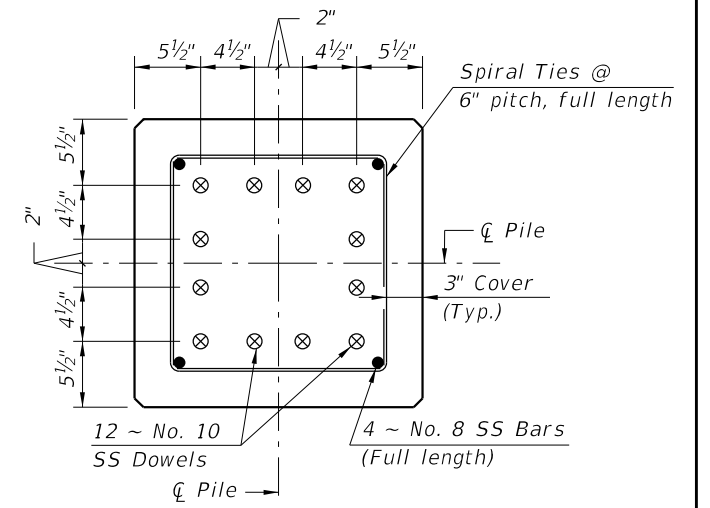 2"
5½" 4½" 4½" 5½"
Spiral Ties @
6" pitch, full length
5½"
4½"
2"
4½"
5½"
℄ Pile
3" Cover
(Typ.)
12 ~ No. 10
SS Dowels
4 ~ No. 8 SS Bars
(Full length)
℄ Pile